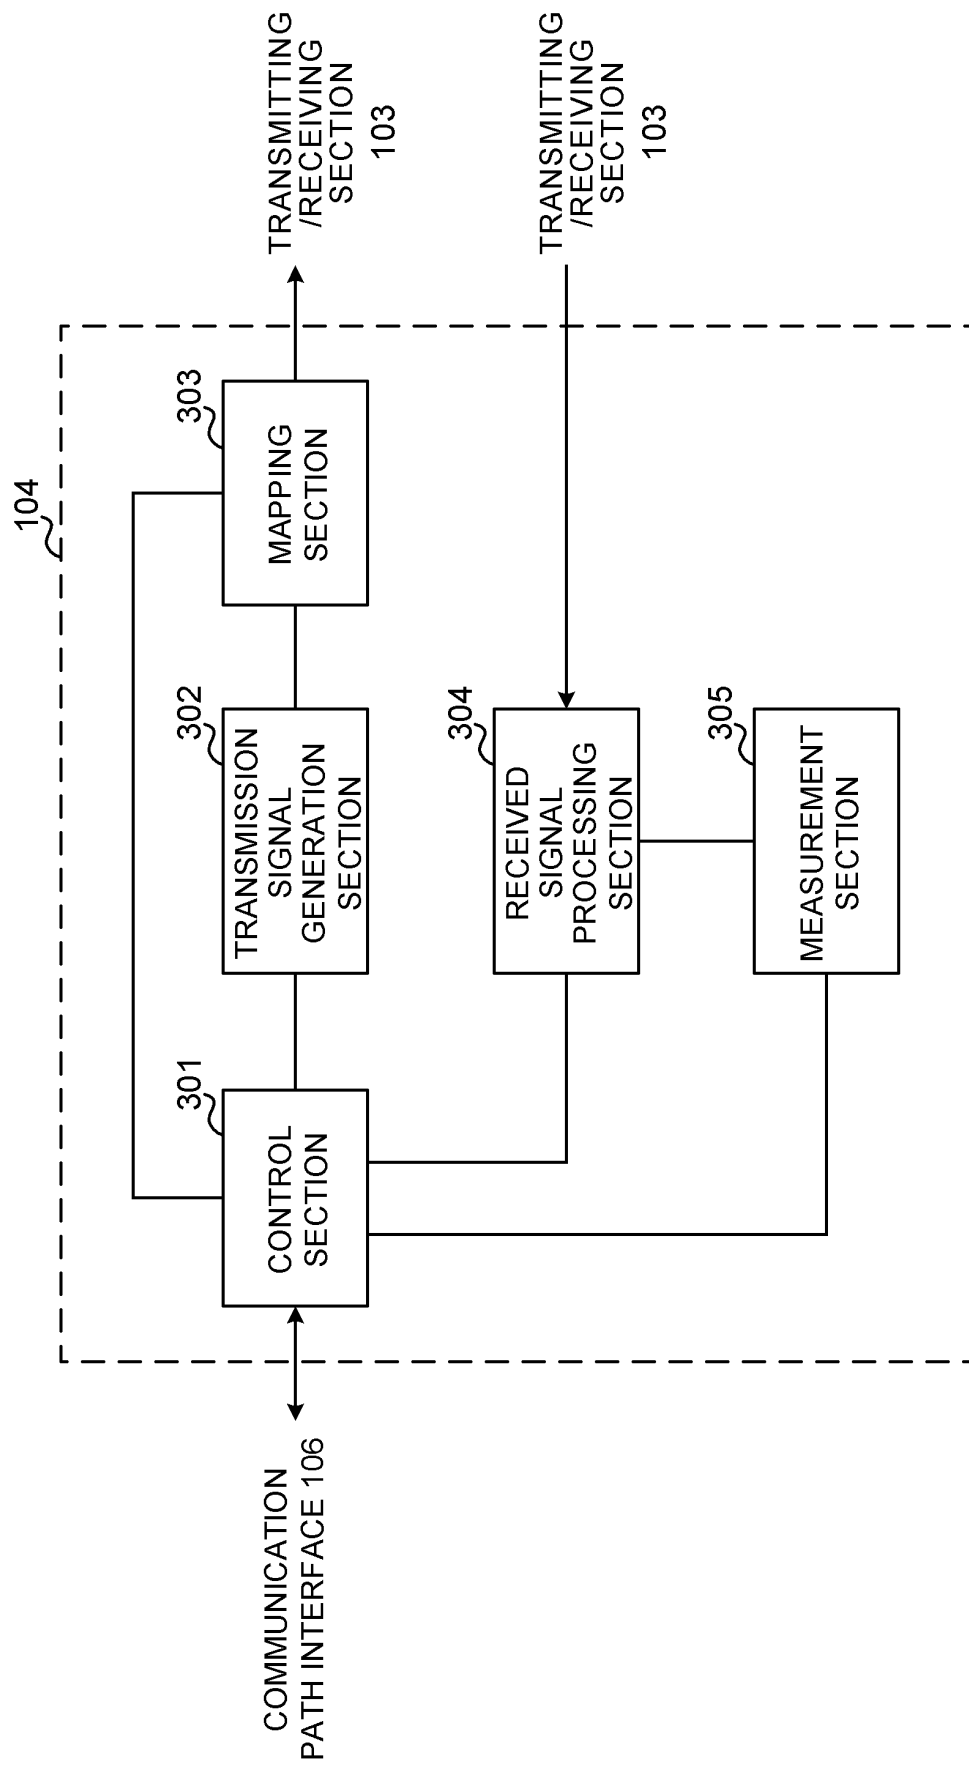 104
COMMUNICATION
PATH INTERFACE 106
301
CONTROL
SECTION
302
TRANSMISSION
SIGNAL
GENERATION
SECTION
303
MAPPING
SECTION
TRANSMITTING
/RECEIVING
SECTION
103
304
RECEIVED
SIGNAL
PROCESSING
SECTION
TRANSMITTING
/RECEIVING
SECTION
103
305
MEASUREMENT
SECTION